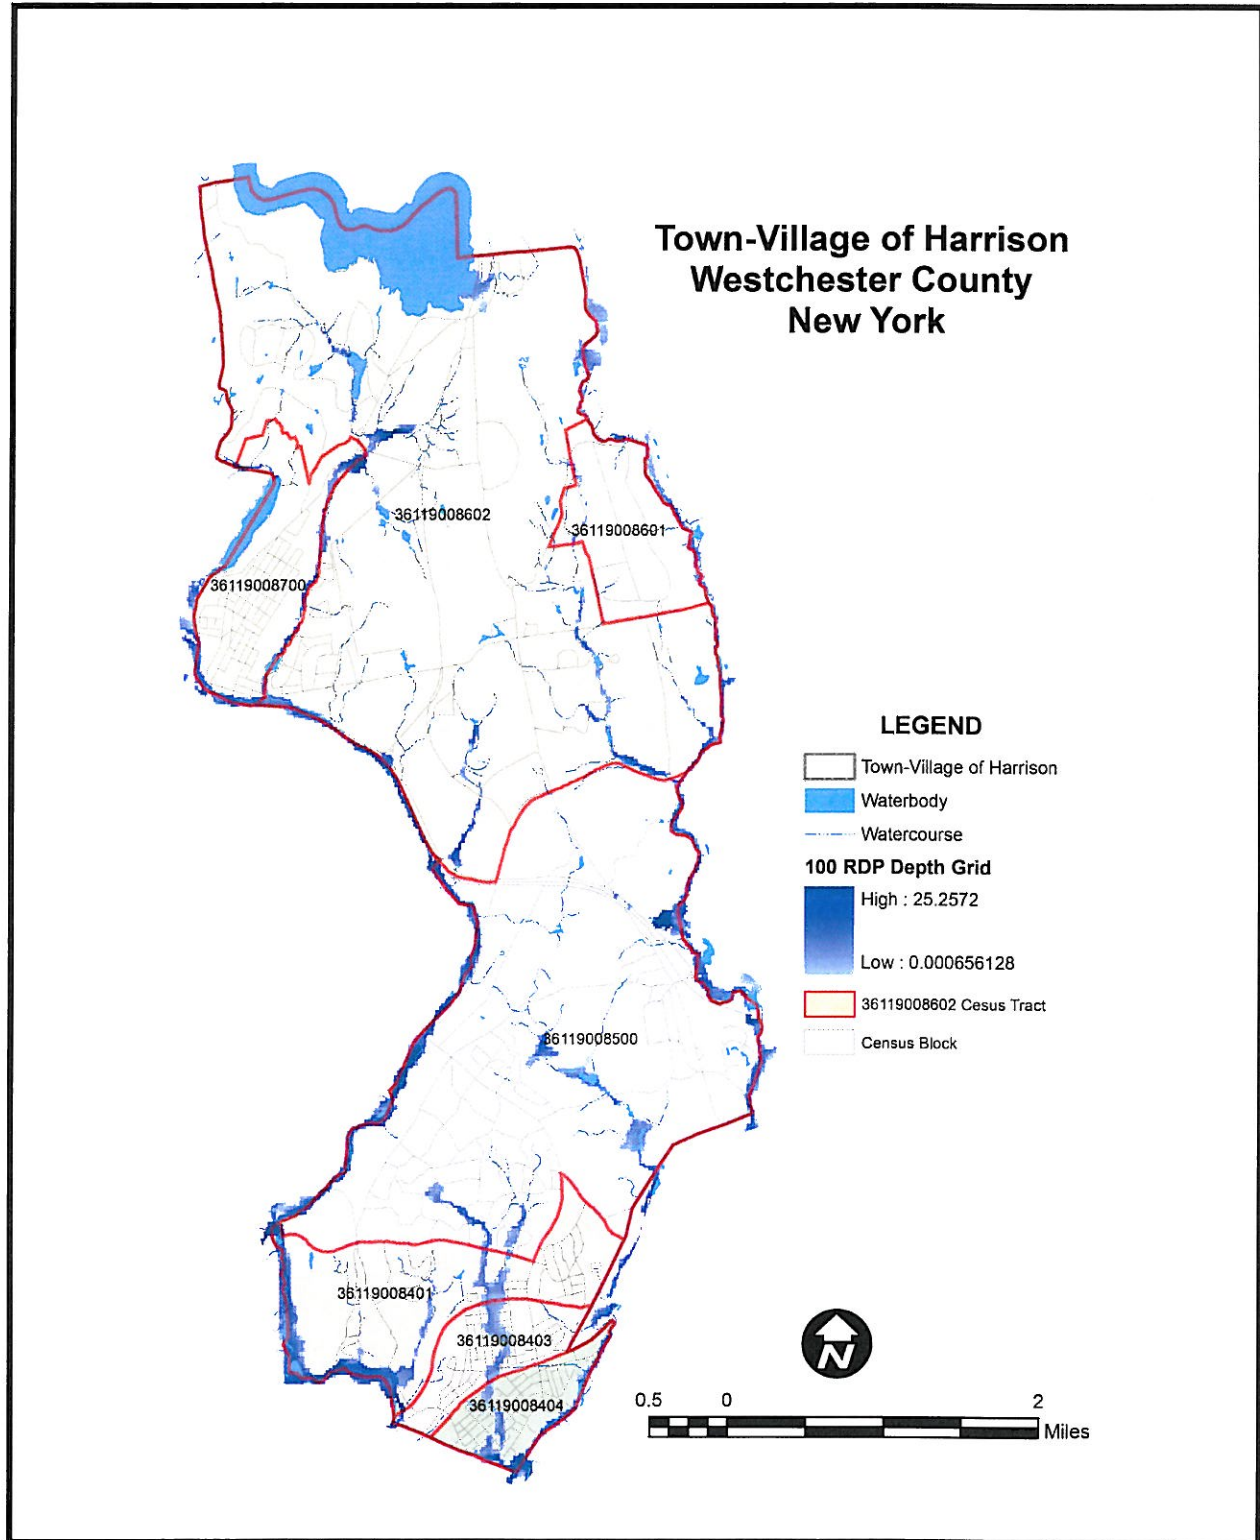 Town-Village of Harrison
Westchester County
New York
36119008602
36119008601
36119008700
LEGEND
Town-Village of Harrison
Waterbody
Watercourse
100 RDP Depth Grid
High : 25.2572
Low : 0.000656128
36119008602 Cesus Tract
Census Block
36119008500
36119008401
36119008403
36119008404
N
0.5 0 2
Miles